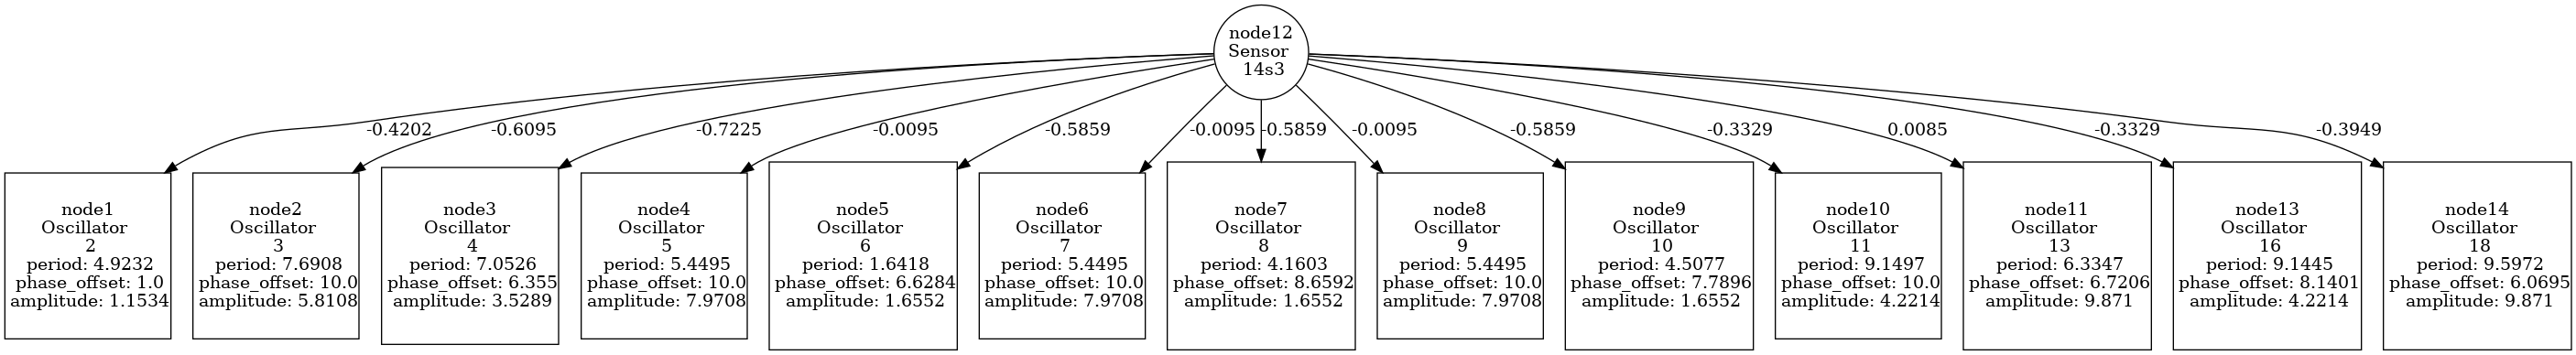 node12
Sensor
14s3
-0.4202
-0.6095
-0.7225
-0.0095
-0.5859
-0.0095
-0.5859
-0.0095
-0.5859
-0.3329
0.0085
-0.3329
-0.3949
node1
Oscillator
2
period: 4.9232
phase_offset: 1.0
amplitude: 1.1534
node2
Oscillator
3
period: 7.6908
phase_offset: 10.0
amplitude: 5.8108
node3
Oscillator
4
period: 7.0526
phase_offset: 6.355
amplitude: 3.5289
node4
Oscillator
5
period: 5.4495
phase_offset: 10.0
amplitude: 7.9708
node5
Oscillator
6
period: 1.6418
phase_offset: 6.6284
amplitude: 1.6552
node6
Oscillator
7
period: 5.4495
phase_offset: 10.0
amplitude: 7.9708
node7
Oscillator
8
period: 4.1603
phase_offset: 8.6592
amplitude: 1.6552
node8
Oscillator
9
period: 5.4495
phase_offset: 10.0
amplitude: 7.9708
node9
Oscillator
10
period: 4.5077
phase_offset: 7.7896
amplitude: 1.6552
node10
Oscillator
11
period: 9.1497
phase_offset: 10.0
amplitude: 4.2214
node11
Oscillator
13
period: 6.3347
phase_offset: 6.7206
amplitude: 9.871
node13
Oscillator
16
period: 9.1445
phase_offset: 8.1401
amplitude: 4.2214
node14
Oscillator
18
period: 9.5972
phase_offset: 6.0695
amplitude: 9.871